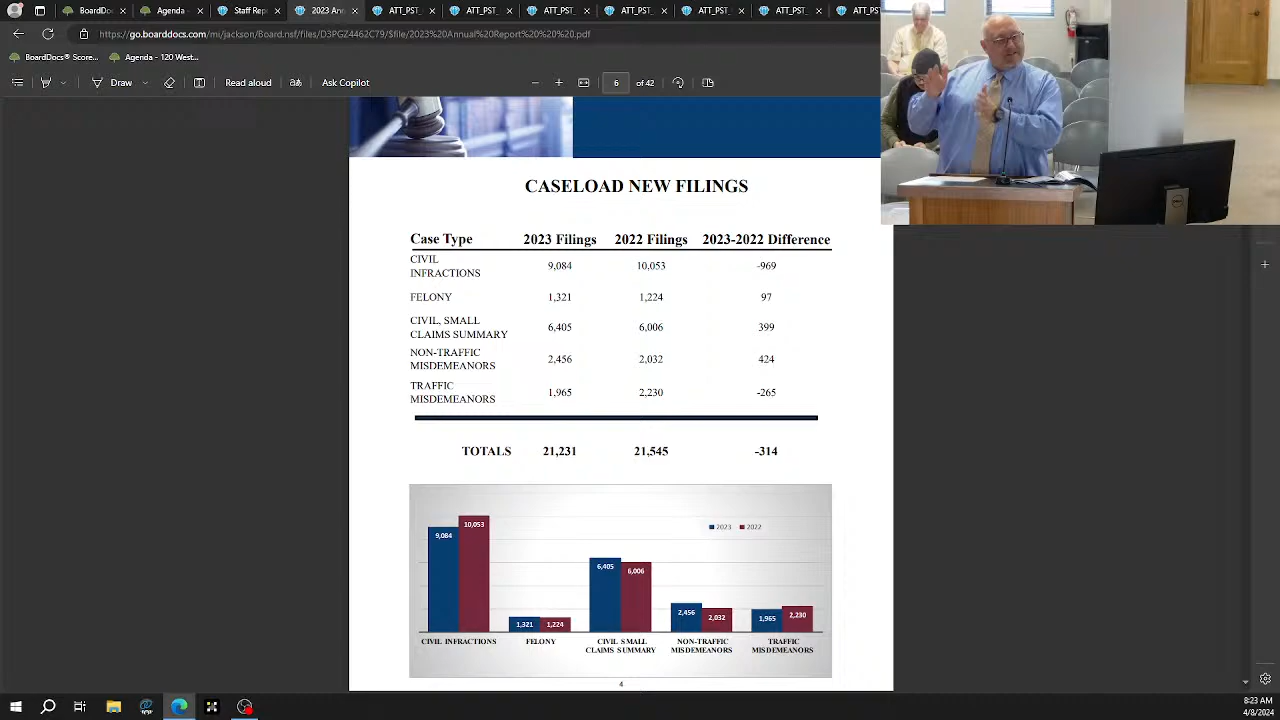 BoardDoc
Agenda
Staff Rep
2023 Ann
ATT_PST_
ATT_PST_
ATT_PST_
ATT_PST_
ATT_PST_
ATT_PST_
https://go.boarddocs.com/mi/jackson/Board.nsf/files/D3PGZ4462C79/$file/2023%20Annual%20Report%20%20%20.pdf
BoardDocs® Score...
Agenda - 120 W
Draw
Read aloud
Ask Copilot
6
of 42
CASELOAD NEW FILINGS
Case Type 2023 Filings 2022 Filings 2023-2022 Difference
CIVIL
INFRACTIONS 9,084 10,053 -969
FELONY 1,321 1,224 97
CIVIL, SMALL
CLAIMS SUMMARY 6,405 6,006 399
NON-TRAFFIC
MISDEMEANORS 2,456 2,032 424
TRAFFIC
MISDEMEANORS 1,965 2,230 -265
TOTALS 21,231 21,545 -314
2023 2022
9,084 10,053
1,321 1,224
6,405 6,006
2,456 2,032
1,965 2,230
CIVIL INFRACTIONS
FELONY
CIVIL SMALL
CLAIMS SUMMARY
NON-TRAFFIC
MISDEMEANORS
TRAFFIC
MISDEMEANORS
4
8:23 AM
4/8/2024